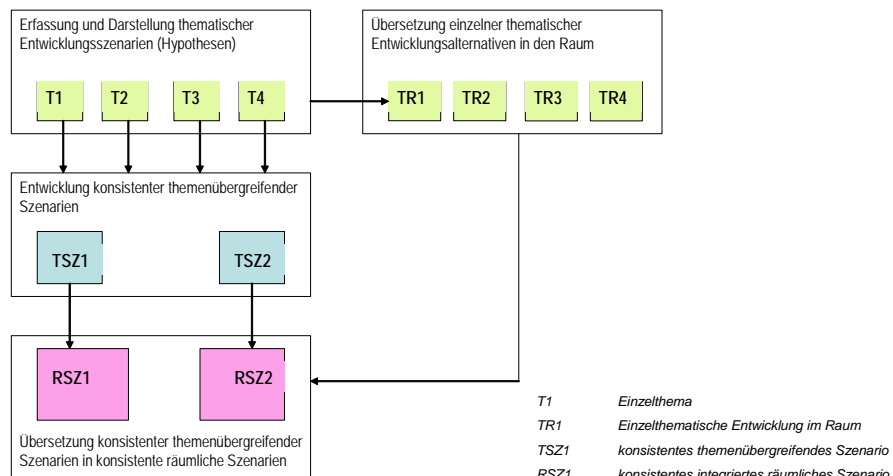 Erfassung und Darstellung thematischer
Entwicklungsszenarien (Hypothesen)
T1 T2 T3 T4
Übersetzung einzelner thematischer
Entwicklungsalternativen in den Raum
TR1 TR2 TR3 TR4
Entwicklung konsistenter themenübergreifender
Szenarien
TSZ1 TSZ2
RSZ1 RSZ2
Übersetzung konsistenter themenübergreifender
Szenarien in konsistente räumliche Szenarien
T1 Einzelthema
TR1 Einzelthematische Entwicklung im Raum
TSZ1 konsistentes themenübergreifendes Szenario
RSZ1 konsistentes integriertes räumliches Szenario